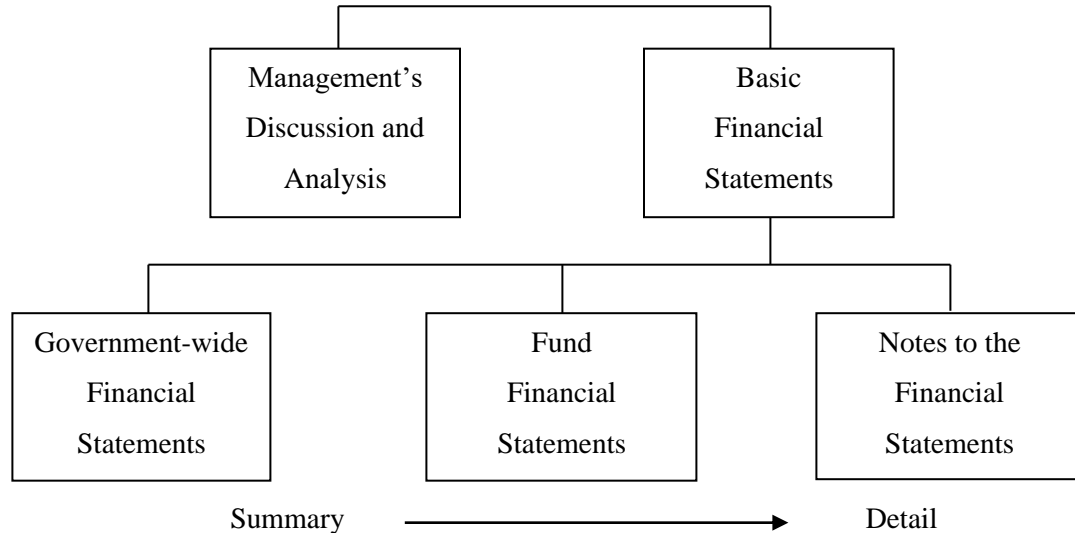 Management’s
Discussion and
Analysis
Basic
Financial
Statements
Government-wide
Financial
Statements
Fund
Financial
Statements
Notes to the
Financial
Statements
Summary
Detail